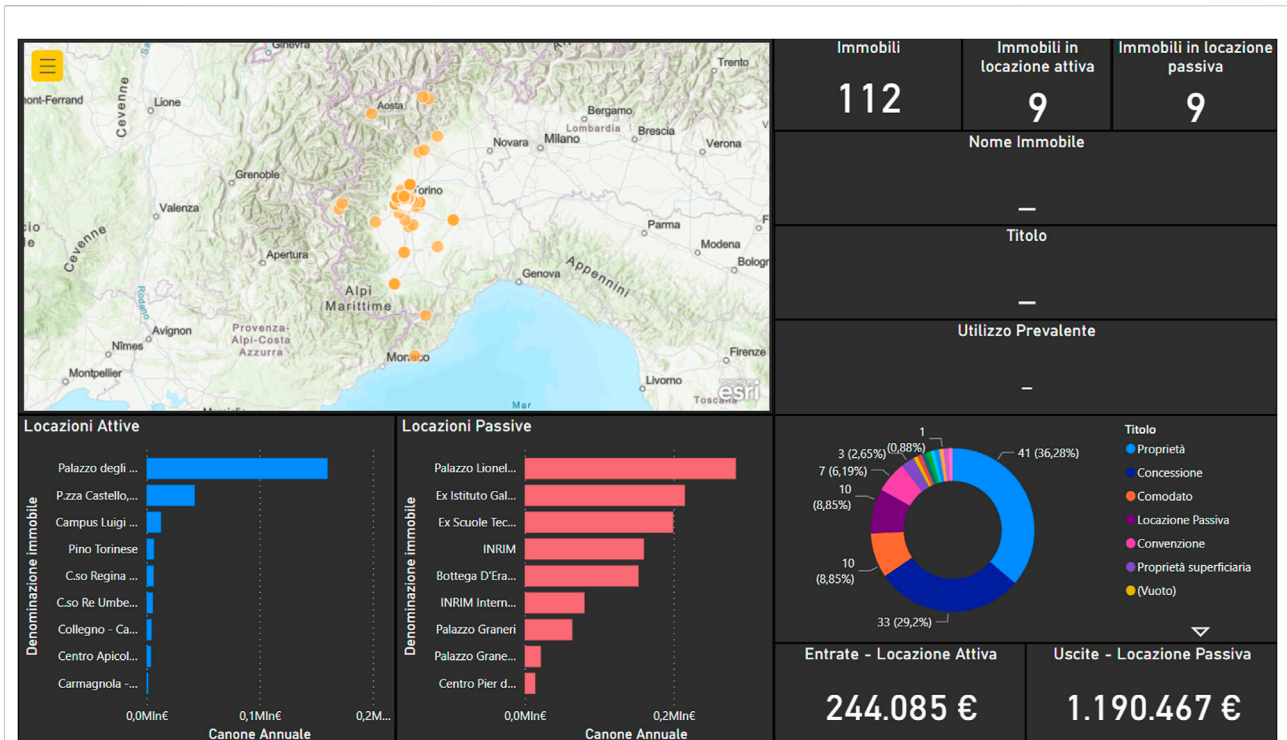 Ginevra
Trento
Aosta
Lione
Cevenne
Bergamo
Lombardia
Brescia
Novara
Milano
Verona
Grenoble
Torino
Valenza
Parma
Modena
Cevenne
Apertura
Genova
Appennini
Alpi
Marittime
Rodano
Avignon
Provenza-
Alpi-Costa
Azzurra
Nîmes
Monaco
Firenze
Montpellier
Livorno
Mar
esri
Immobili
112
Immobili in
locazione attiva
9
Immobili in locazione
passiva
9
Nome Immobile
—
Titolo
—
Utilizzo Prevalente
–
Locazioni Attive
Denominazione immobile
Palazzo degli ...
P.zza Castello,...
Campus Luigi ...
Pino Torinese
C.so Regina ...
C.so Re Umbe...
Collegno - Ca...
Centro Apicol...
Carmagnola -...
0,0Mln€ 0,1Mln€ 0,2M...
Canone Annuale
Locazioni Passive
Denominazione immobile
Palazzo Lionel...
Ex Istituto Gal...
Ex Scuole Tec...
INRIM
Bottega D'Era...
INRIM Intern...
Palazzo Graneri
Palazzo Grane...
Centro Pier d...
0,0Mln€ 0,2Mln€
Canone Annuale
1
(0,88%)
3 (2,65%)
7 (6,19%)
10
(8,85%)
10
(8,85%)
33 (29,2%)
41 (36,28%)
Titolo
Proprietà
Concessione
Comodato
Locazione Passiva
Convenzione
Proprietà superficiaria
(Vuoto)
Entrate - Locazione Attiva
244.085 €
Uscite - Locazione Passiva
1.190.467 €